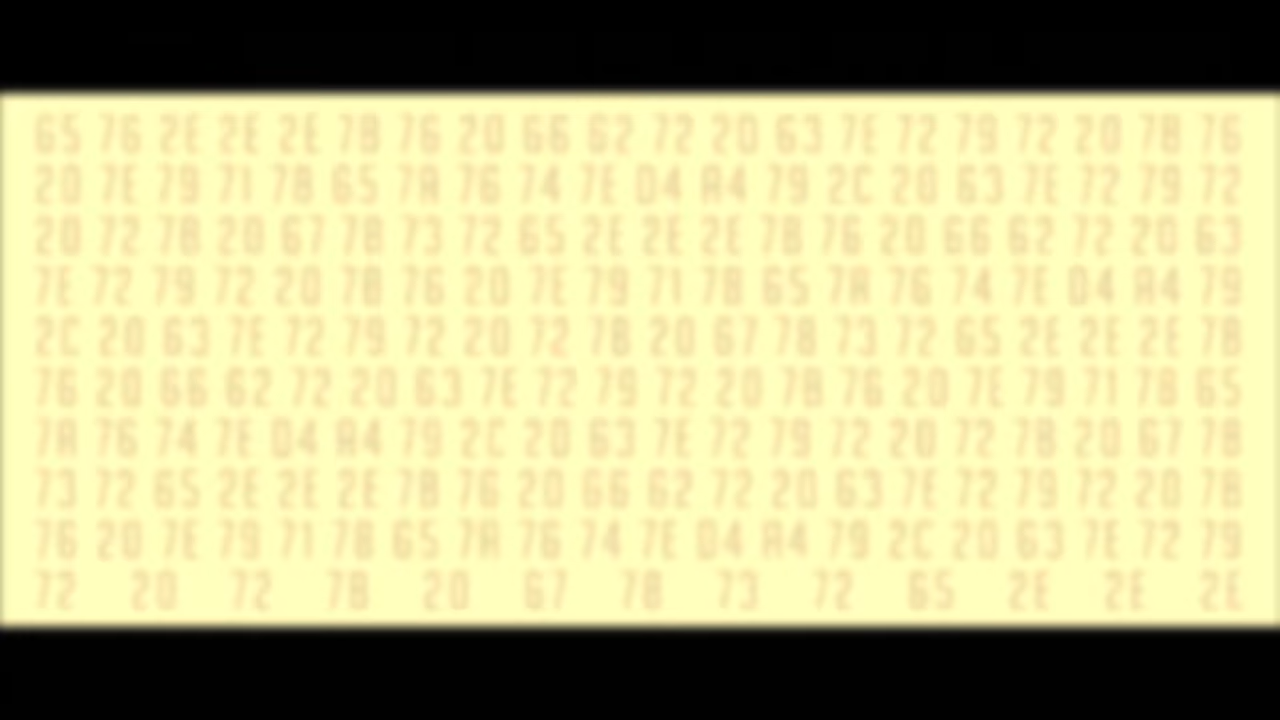 65 76 2E 2E 2E 7B 76 20 66 62 72 20 63 7E 72 79 72 20 7B 76
20 7E 79 71 78 65 7A 76 74 7E D4 A4 79 2C 20 63 7E 72 79 72
20 72 7B 20 67 78 73 72 65 2E 2E 2E 7B 76 20 66 62 72 20 63
7E 72 79 72 20 7B 76 20 7E 79 71 78 65 7A 76 74 7E D4 A4 79
2C 20 63 7E 72 79 72 20 72 7B 20 67 78 73 72 65 2E 2E 2E 7B
76 20 66 62 72 20 63 7E 72 79 72 20 7B 76 20 7E 79 71 78 65
7A 76 74 7E D4 A4 79 2C 20 63 7E 72 79 72 20 72 7B 20 67 78
73 72 65 2E 2E 2E 7B 76 20 66 62 72 20 63 7E 72 79 72 20 7B
76 20 7E 79 71 78 65 7A 76 74 7E D4 A4 79 2C 20 63 7E 72 79
72 20 72 7B 20 67 78 73 72 65 2E 2E 2E